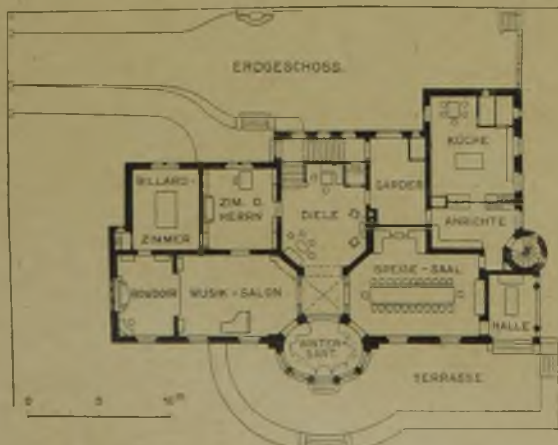 ERDGESCHOSS.
KÜCHE
BILLARD-
ZIMMER
ZIM. D.
HERRN
DIELE
GARDER
ANRICHTE
BOUDOIR
MUSIK-SALON
SPEISE-SAAL
HALLE
WINTER-
GART.
TERRASSE
0 5 10 m